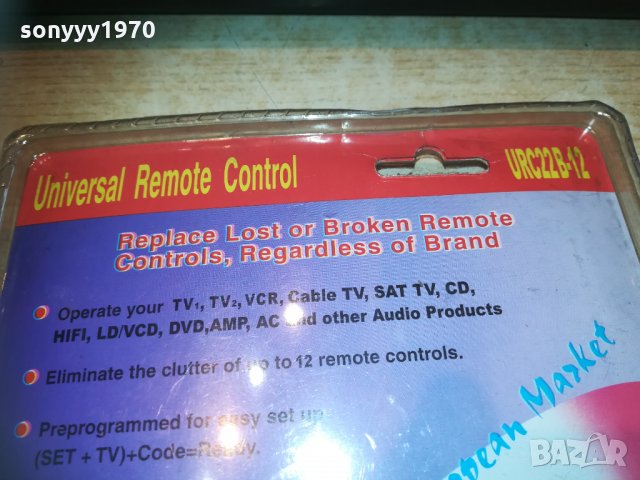 sonyyy1970
Universal Remote Control
URC22B-12
Replace Lost or Broken Remote
Controls, Regardless of Brand
Operate your TV1, TV2, VCR, Cable TV, SAT TV, CD,
HIFI, LD/VCD, DVD,AMP, AC and other Audio Products
Eliminate the clutter of up to 12 remote controls.
Preprogrammed for easy set up
(SET + TV)+Code=Ready.
Market
BAZAR